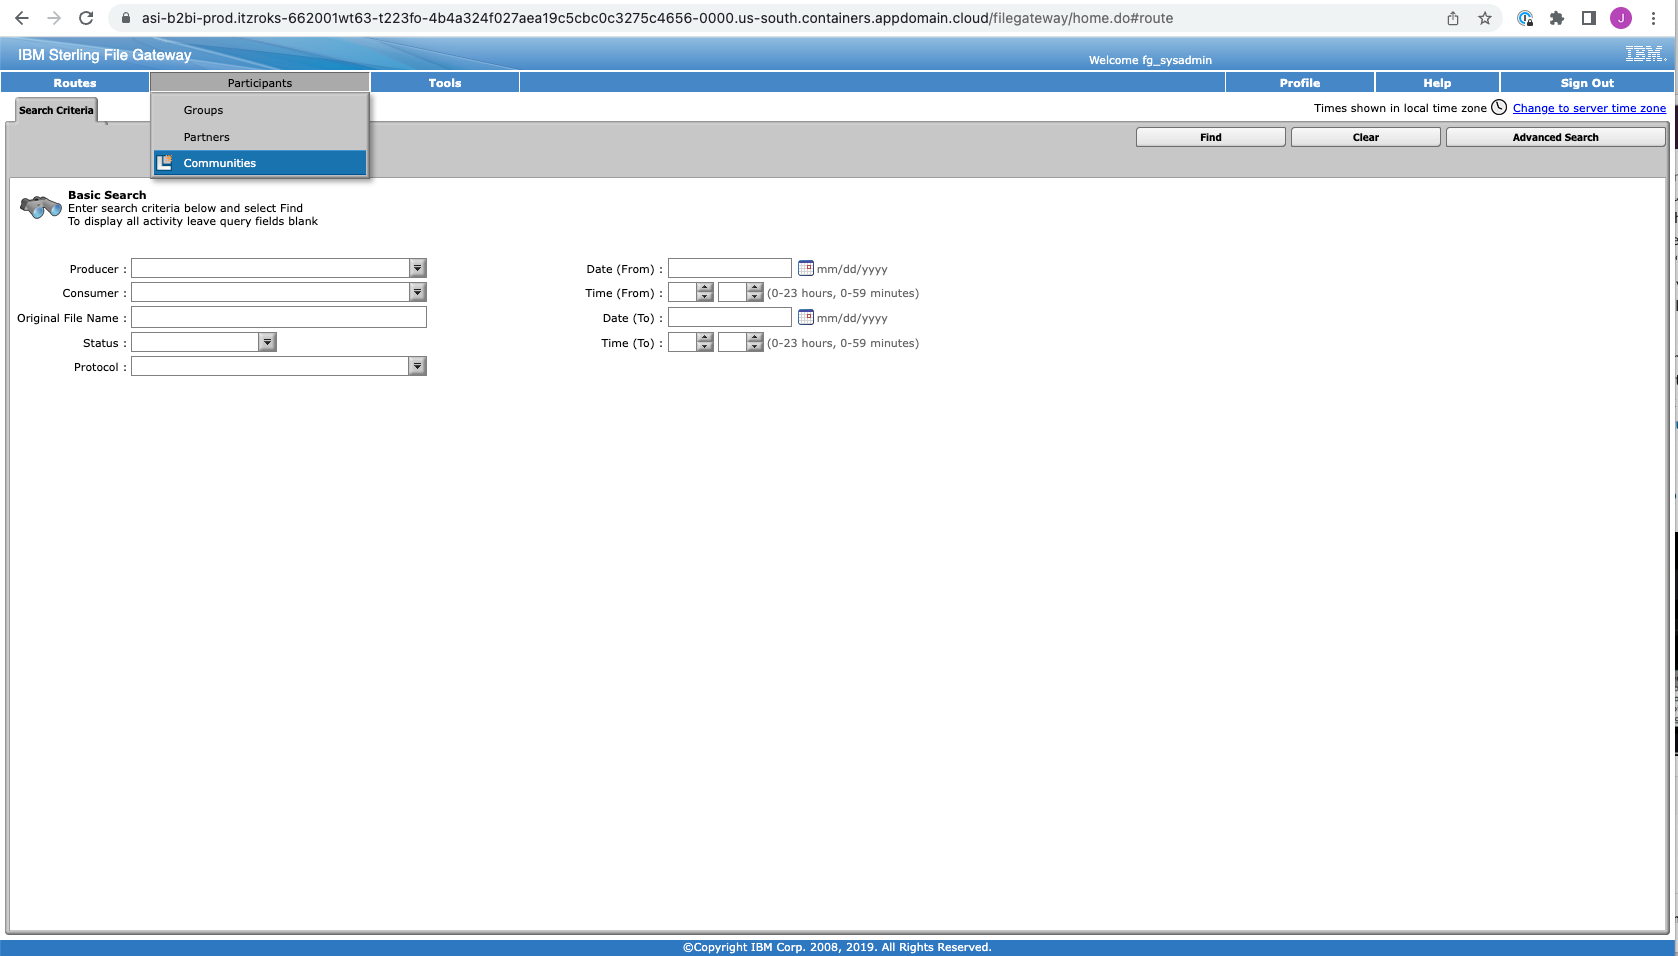 asi-b2bi-prod.itzroks-662001wt63-t223fo-4b4a324f027aea19c5cbc0c3275c4656-0000.us-south.containers.appdomain.cloud/filegateway/home.do#route
J
IBM Sterling File Gateway
Welcome fg_sysadmin
IBM.
Routes
Participants
Tools
Profile
Help
Sign Out
Search Criteria
Groups
Partners
Communities
Times shown in local time zone
Change to server time zone
Find
Clear
Advanced Search
Basic Search
Enter search criteria below and select Find
To display all activity leave query fields blank
Producer :
Consumer :
Original File Name :
Status :
Protocol :
Date (From) :
mm/dd/yyyy
Time (From) :
(0-23 hours, 0-59 minutes)
Date (To) :
mm/dd/yyyy
Time (To) :
(0-23 hours, 0-59 minutes)
©Copyright IBM Corp. 2008, 2019. All Rights Reserved.